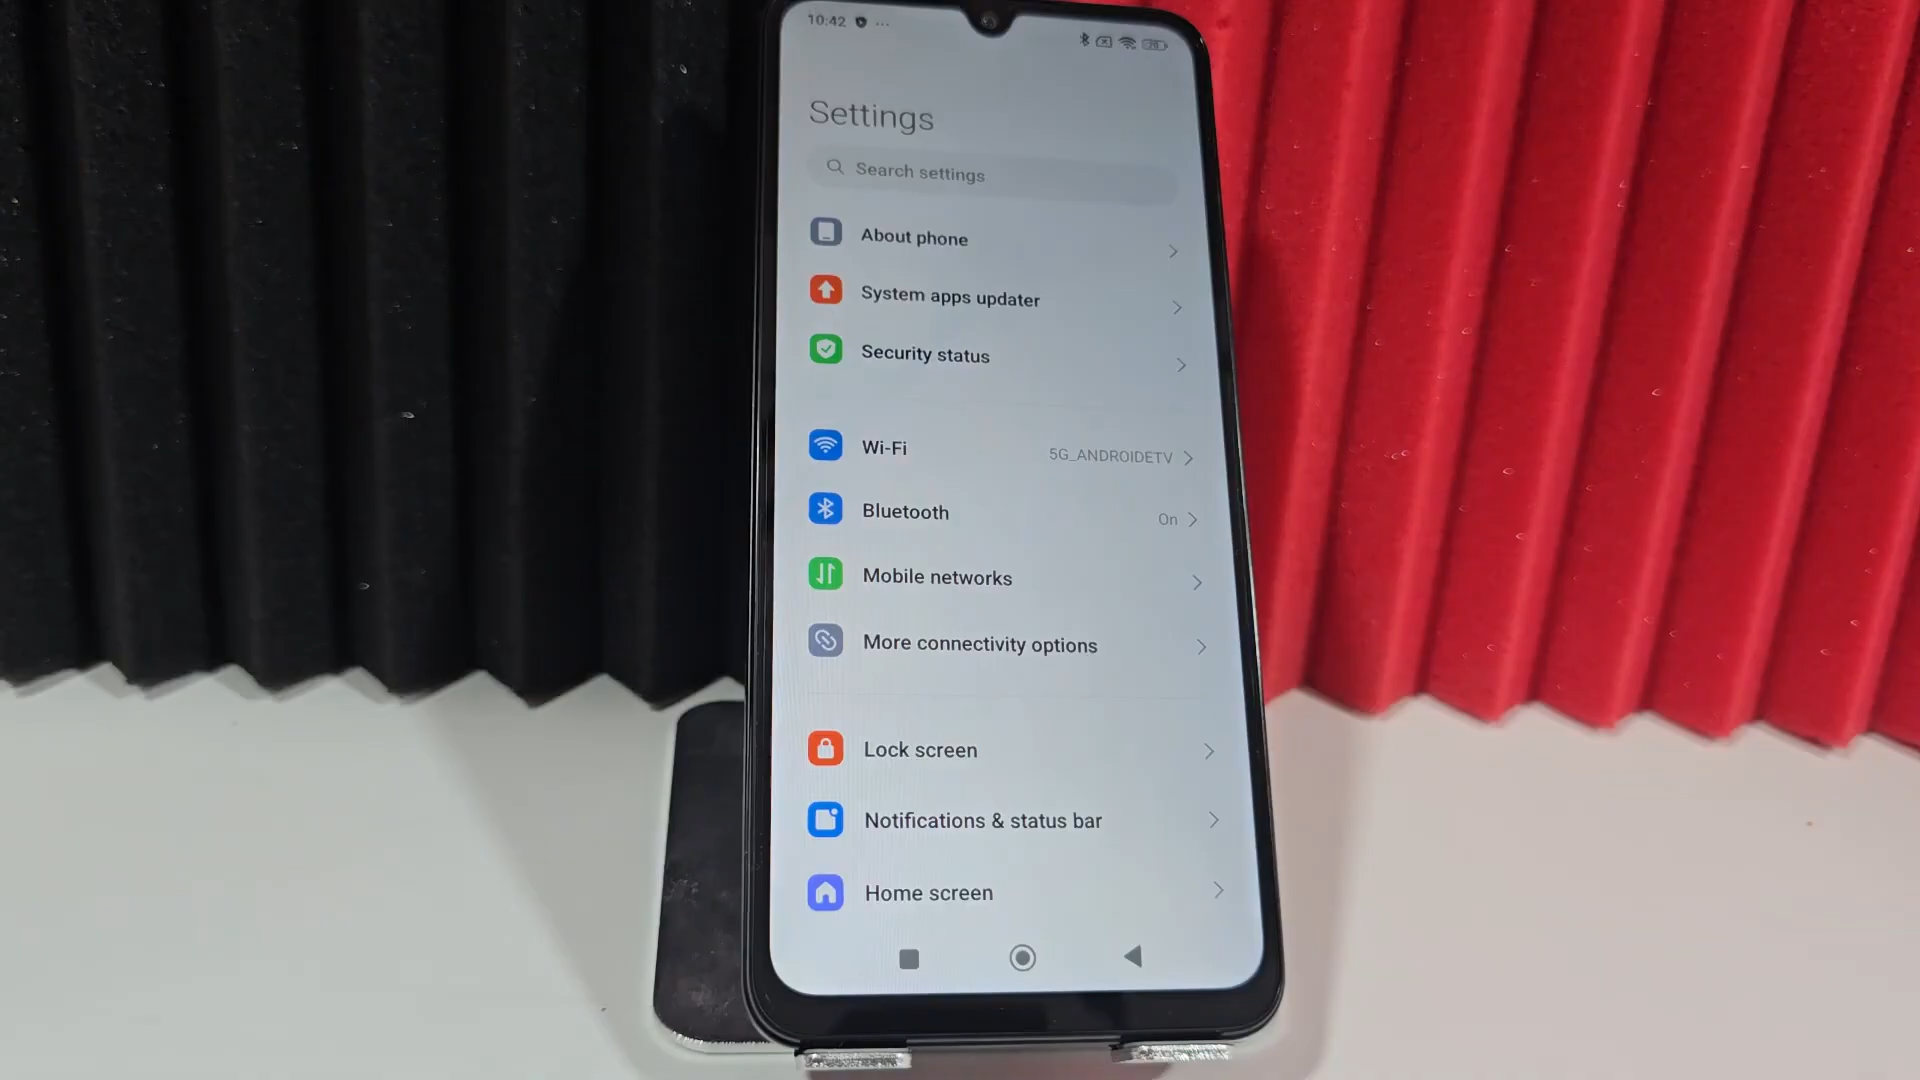 10:42
Settings
Search settings
About phone
System apps updater
Security status
Wi-Fi 5G_ANDROIDETV
Bluetooth On
Mobile networks
More connectivity options
Lock screen
Notifications & status bar
Home screen